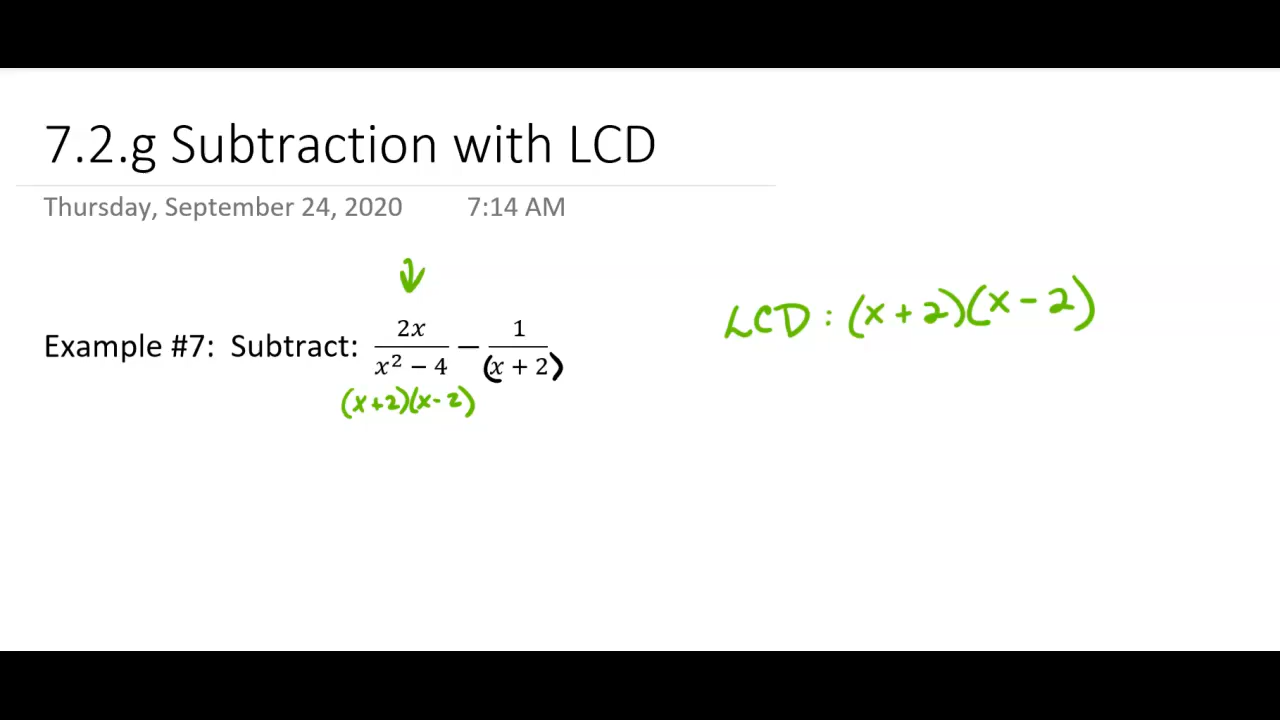 7.2.g Subtraction with LCD
Thursday, September 24, 2020 7:14 AM
LCD : (x + 2)(x - 2)
Example #7: Subtract: 2x/(x² − 4) − 1/(x + 2)
(x + 2)(x - 2)